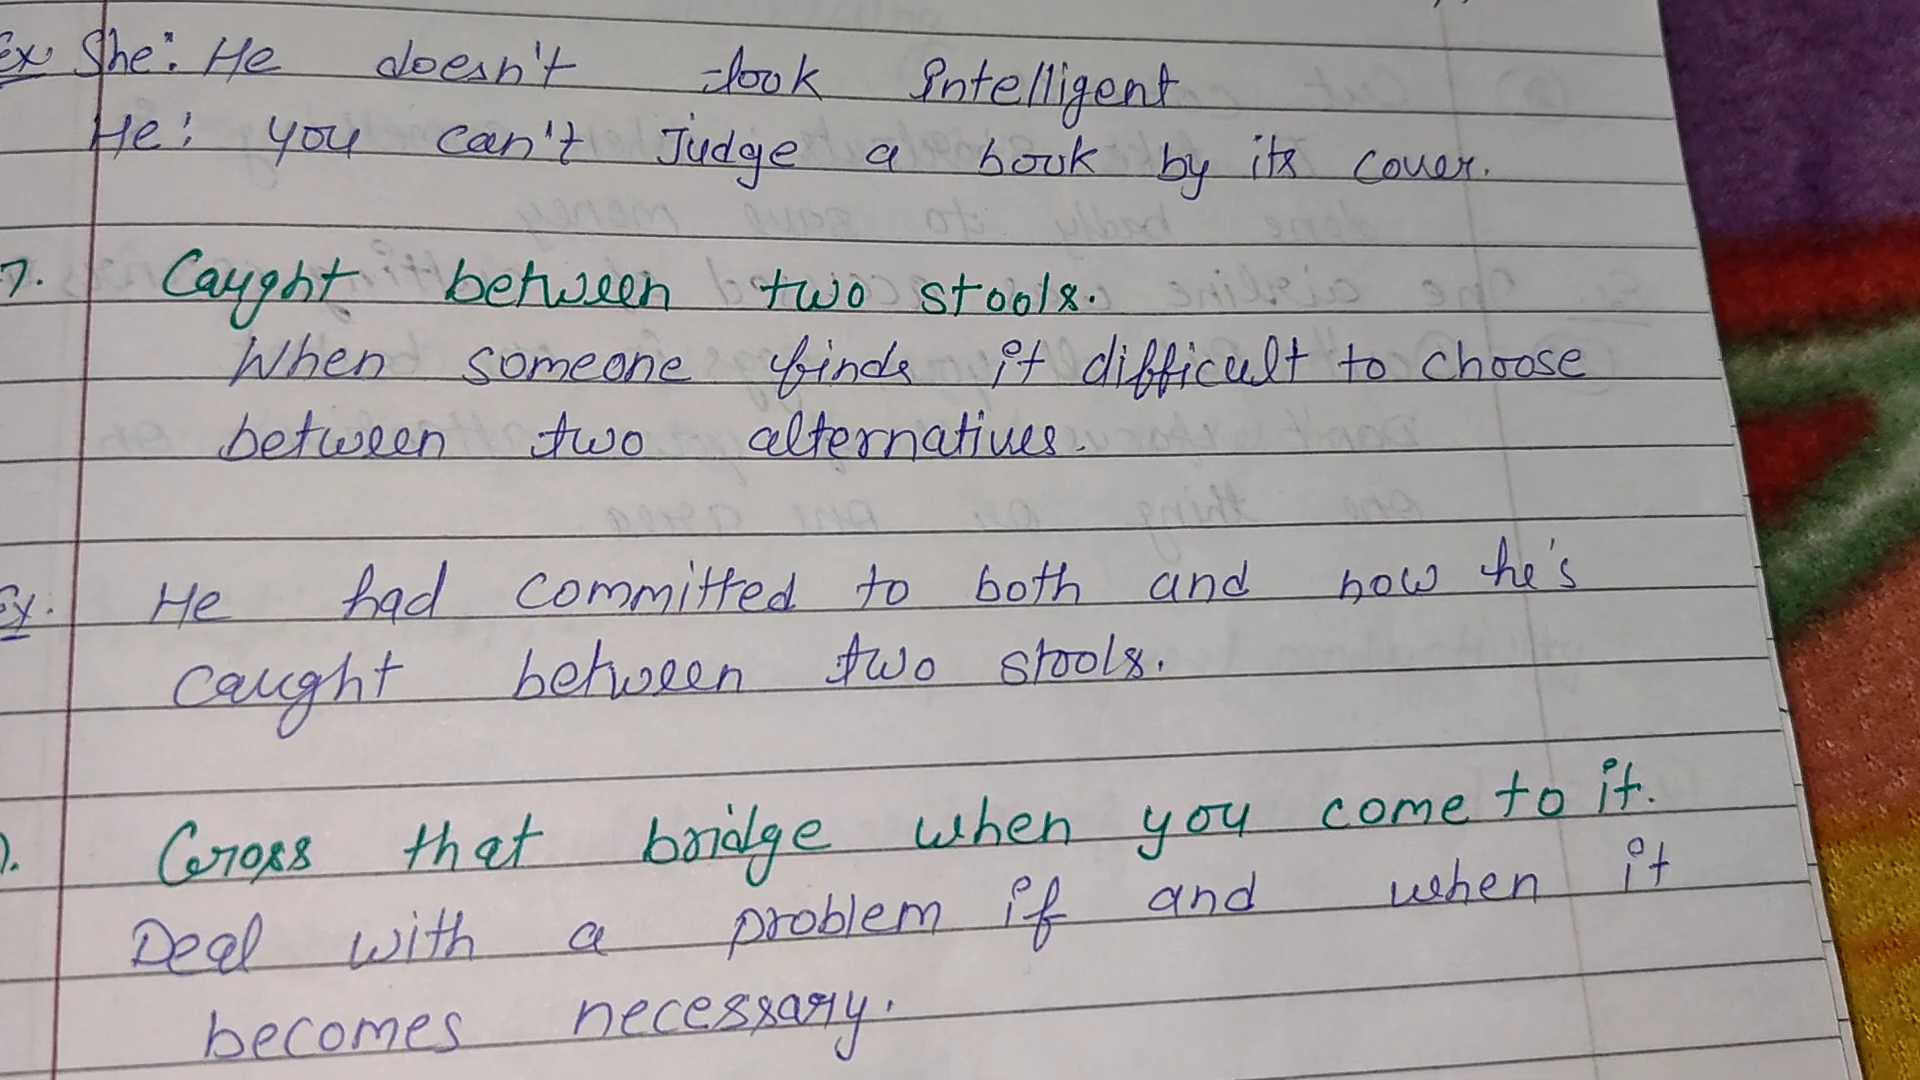 Ex She: He doesn't look Intelligent
He: you can't Judge a book by its cover.
7. Caught between two stools.
When someone finds it difficult to choose
between two alternatives.
Ex. He had committed to both and now he's
caught between two stools.
Cross that bridge when you come to it.
Deal with a problem if and when it
becomes necessary.